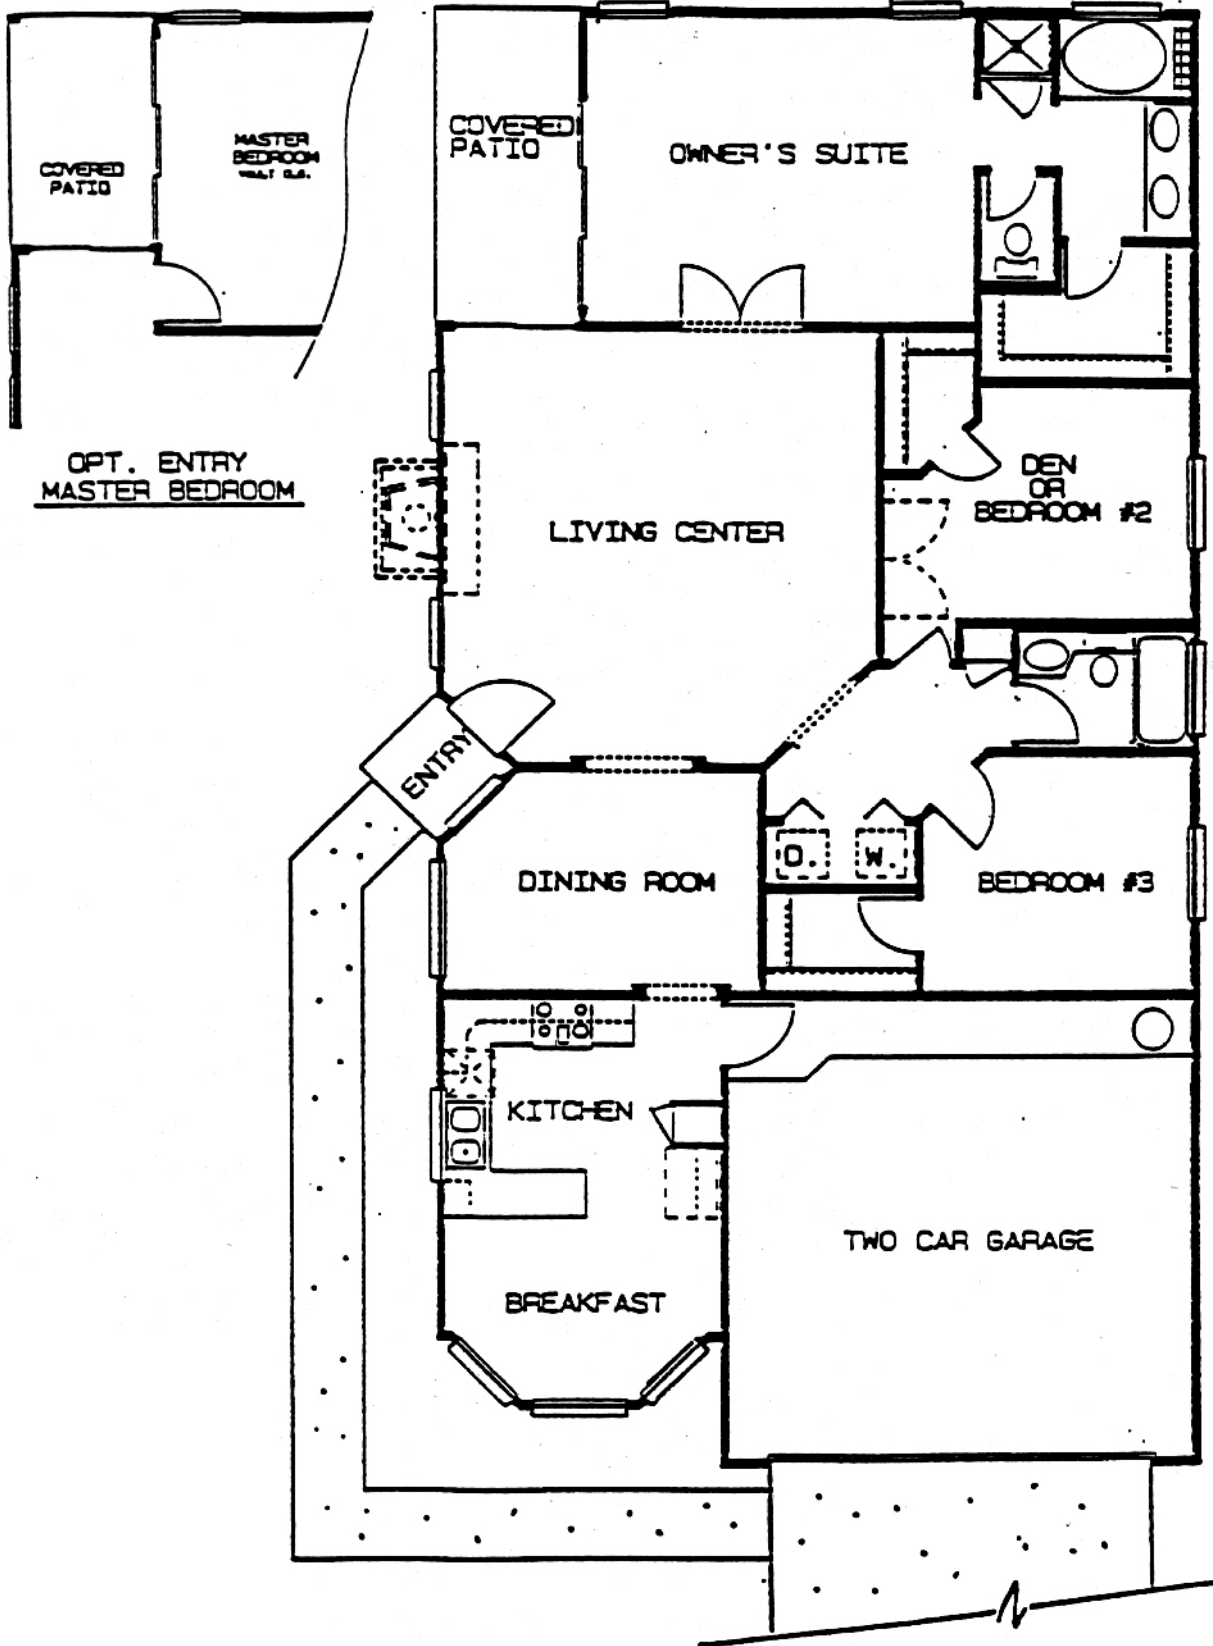 COVERED
PATIO
MASTER
BEDROOM
OPT. ENTRY
MASTER BEDROOM
COVERED
PATIO
OWNER'S SUITE
LIVING CENTER
DEN
OR
BEDROOM #2
ENTRY
DINING ROOM
D.
W.
BEDROOM #3
KITCHEN
BREAKFAST
TWO CAR GARAGE